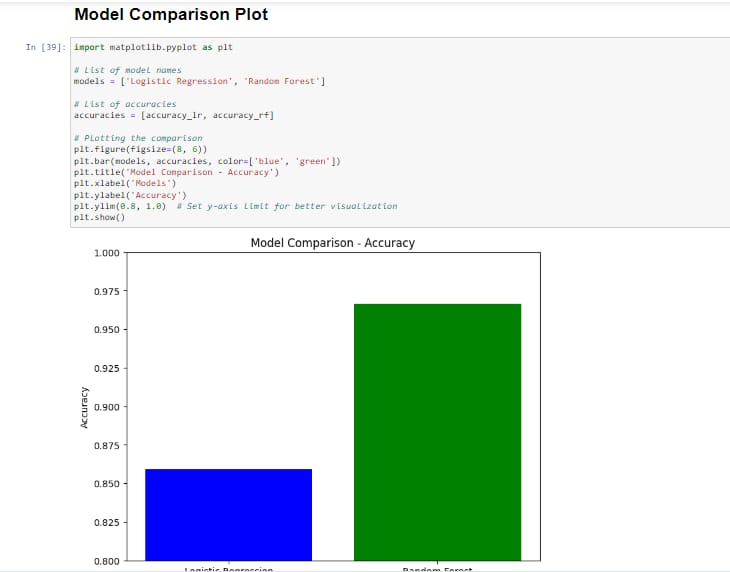 Model Comparison Plot
In [39]: import matplotlib.pyplot as plt
# List of model names
models = ['Logistic Regression', 'Random Forest']
# List of accuracies
accuracies = [accuracy_lr, accuracy_rf]
# Plotting the comparison
plt.figure(figsize=(8, 6))
plt.bar(models, accuracies, color=['blue', 'green'])
plt.title('Model Comparison - Accuracy')
plt.xlabel('Models')
plt.ylabel('Accuracy')
plt.ylim(0.8, 1.0)  # Set y-axis limit for better visualization
plt.show()
Model Comparison - Accuracy
1.000
0.975
0.950
0.925
0.900
0.875
0.850
0.825
0.800
Accuracy
Logistic Regression
Random Forest